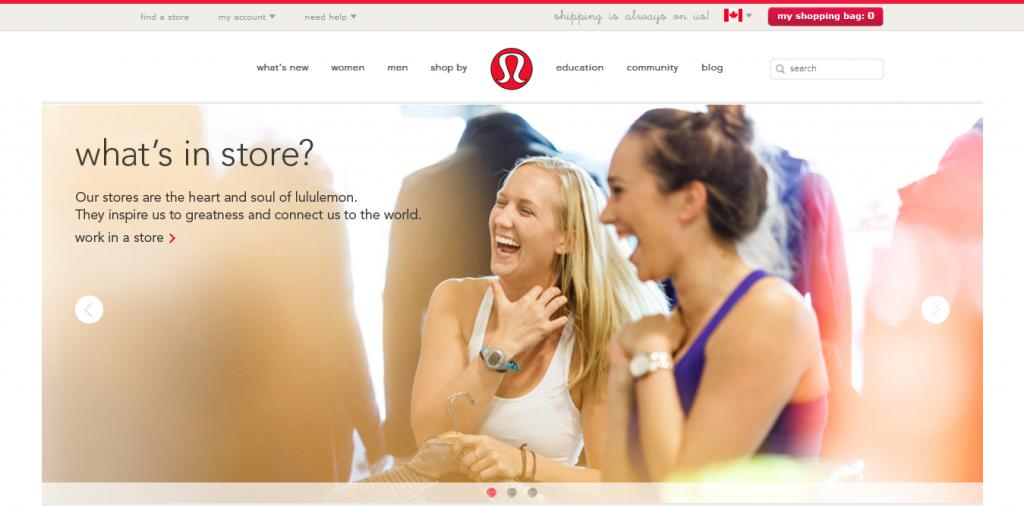 find a store
my account
need help
shipping is always on us!
my shopping bag: 0
what's new
women
men
shop by
education
community
blog
search
what's in store?
Our stores are the heart and soul of lululemon.
They inspire us to greatness and connect us to the world.
work in a store